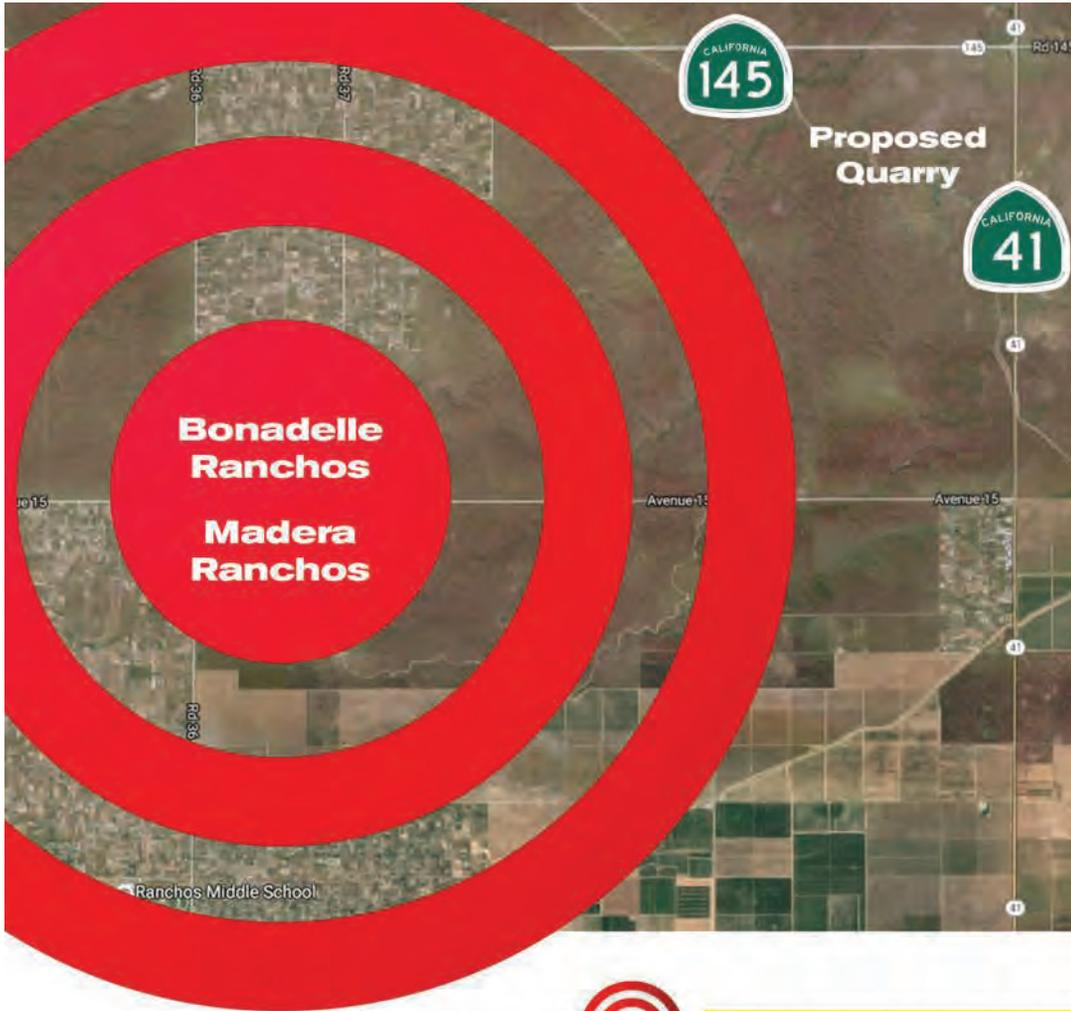 41
CALIFORNIA
145
145
Rd 145
Rd 36
Rd 37
Proposed
Quarry
CALIFORNIA
41
41
Bonadelle
Ranchos
Madera
Ranchos
ue 15
Avenue 15
Avenue 15
41
Rd 36
Ranchos Middle School
41